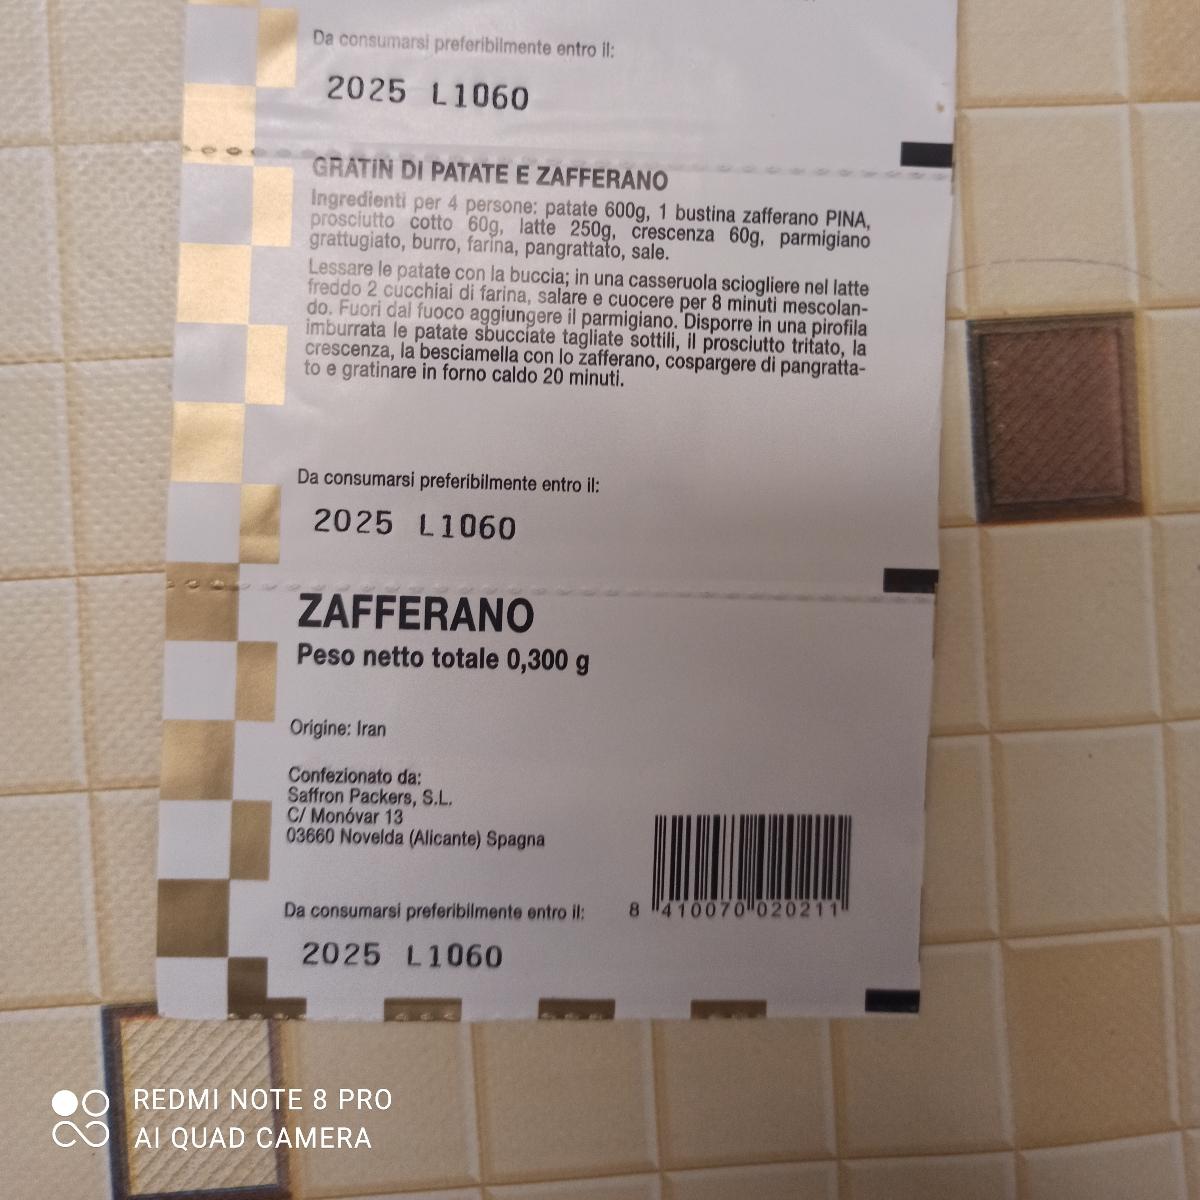 Da consumarsi preferibilmente entro il:
2025 L1060
GRATIN DI PATATE E ZAFFERANO
Ingredienti per 4 persone: patate 600g, 1 bustina zafferano PINA,
prosciutto cotto 60g, latte 250g, crescenza 60g, parmigiano
grattugiato, burro, farina, pangrattato, sale.
Lessare le patate con la buccia; in una casseruola sciogliere nel latte
freddo 2 cucchiai di farina, salare e cuocere per 8 minuti mescolan-
do. Fuori dal fuoco aggiungere il parmigiano. Disporre in una pirofila
imburrata le patate sbucciate tagliate sottili, il prosciutto tritato, la
crescenza, la besciamella con lo zafferano, cospargere di pangratta-
to e gratinare in forno caldo 20 minuti.
Da consumarsi preferibilmente entro il:
2025 L1060
ZAFFERANO
Peso netto totale 0,300 g
Origine: Iran
Confezionato da:
Saffron Packers, S.L.
C/ Monóvar 13
03660 Novelda (Alicante) Spagna
Da consumarsi preferibilmente entro il:
2025 L1060
8 410070 020211
REDMI NOTE 8 PRO
AI QUAD CAMERA